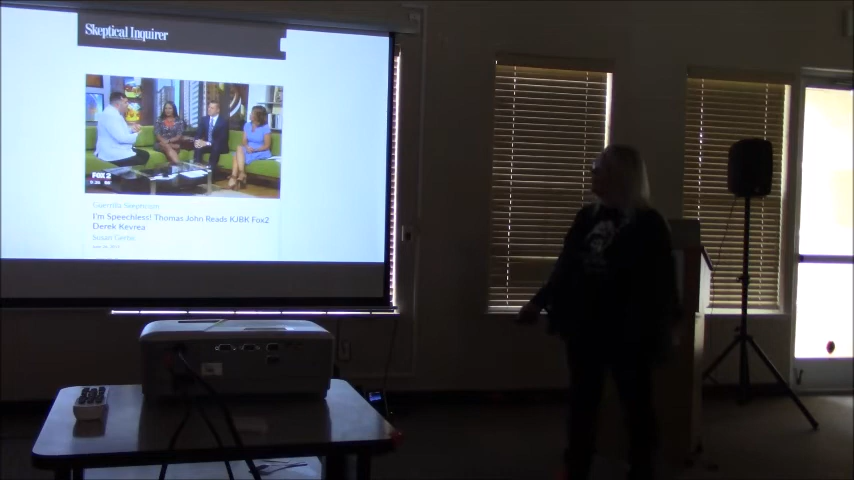 Skeptical Inquirer
FOX 2
Guerrilla Skepticism
I'm Speechless! Thomas John Reads KJBK Fox2
Derek Kevrea
Susan Gerbic